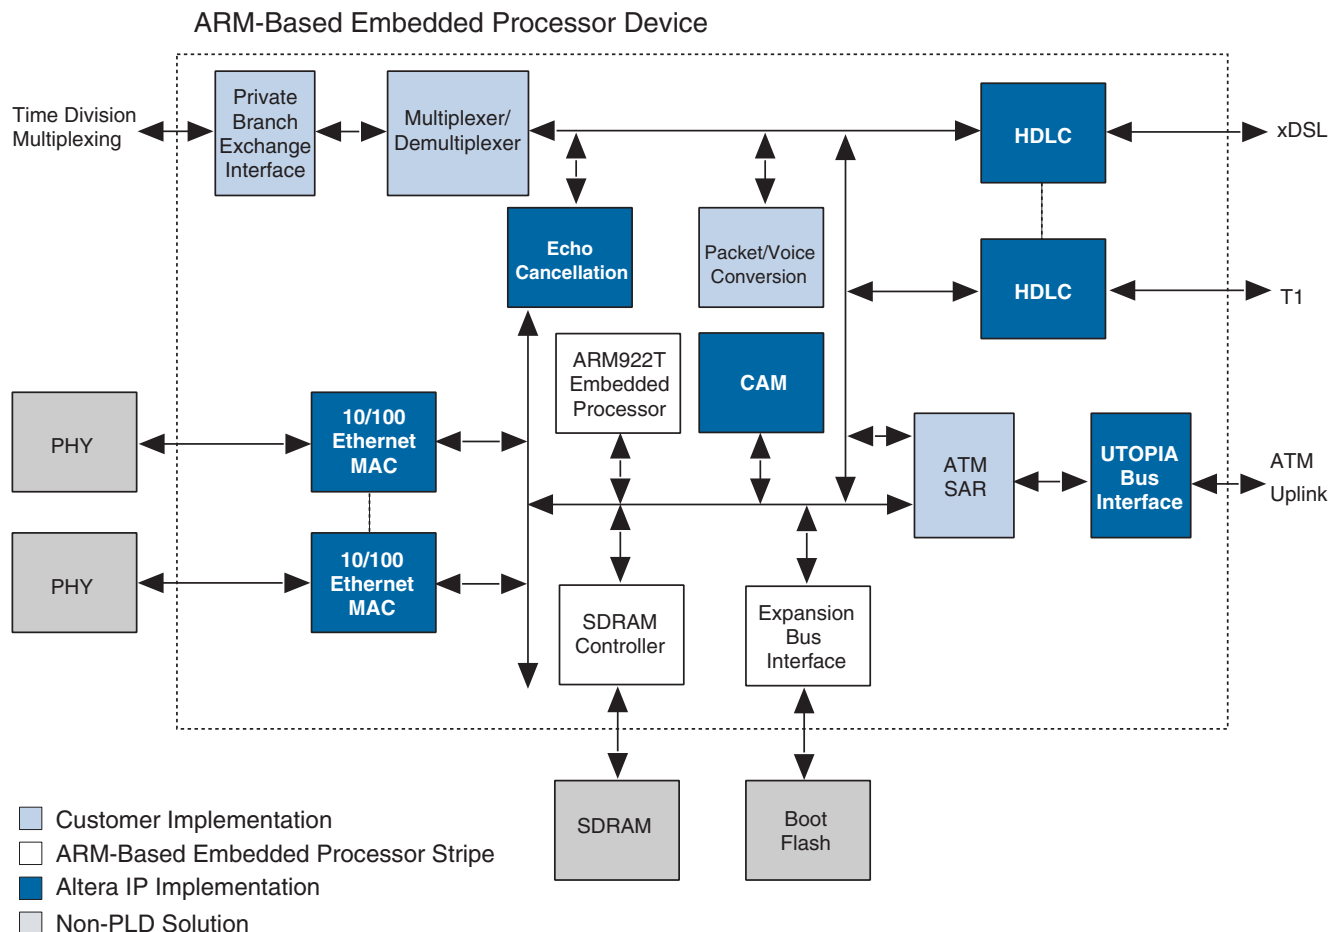 ARM-Based Embedded Processor Device
Time Division
Multiplexing
Private
Branch
Exchange
Interface
Multiplexer/
Demultiplexer
HDLC
xDSL
Echo
Cancellation
Packet/Voice
Conversion
HDLC
T1
ARM922T
Embedded
Processor
CAM
PHY
10/100
Ethernet
MAC
ATM
SAR
UTOPIA
Bus
Interface
ATM
Uplink
PHY
10/100
Ethernet
MAC
SDRAM
Controller
Expansion
Bus
Interface
SDRAM
Boot
Flash
Customer Implementation
ARM-Based Embedded Processor Stripe
Altera IP Implementation
Non-PLD Solution